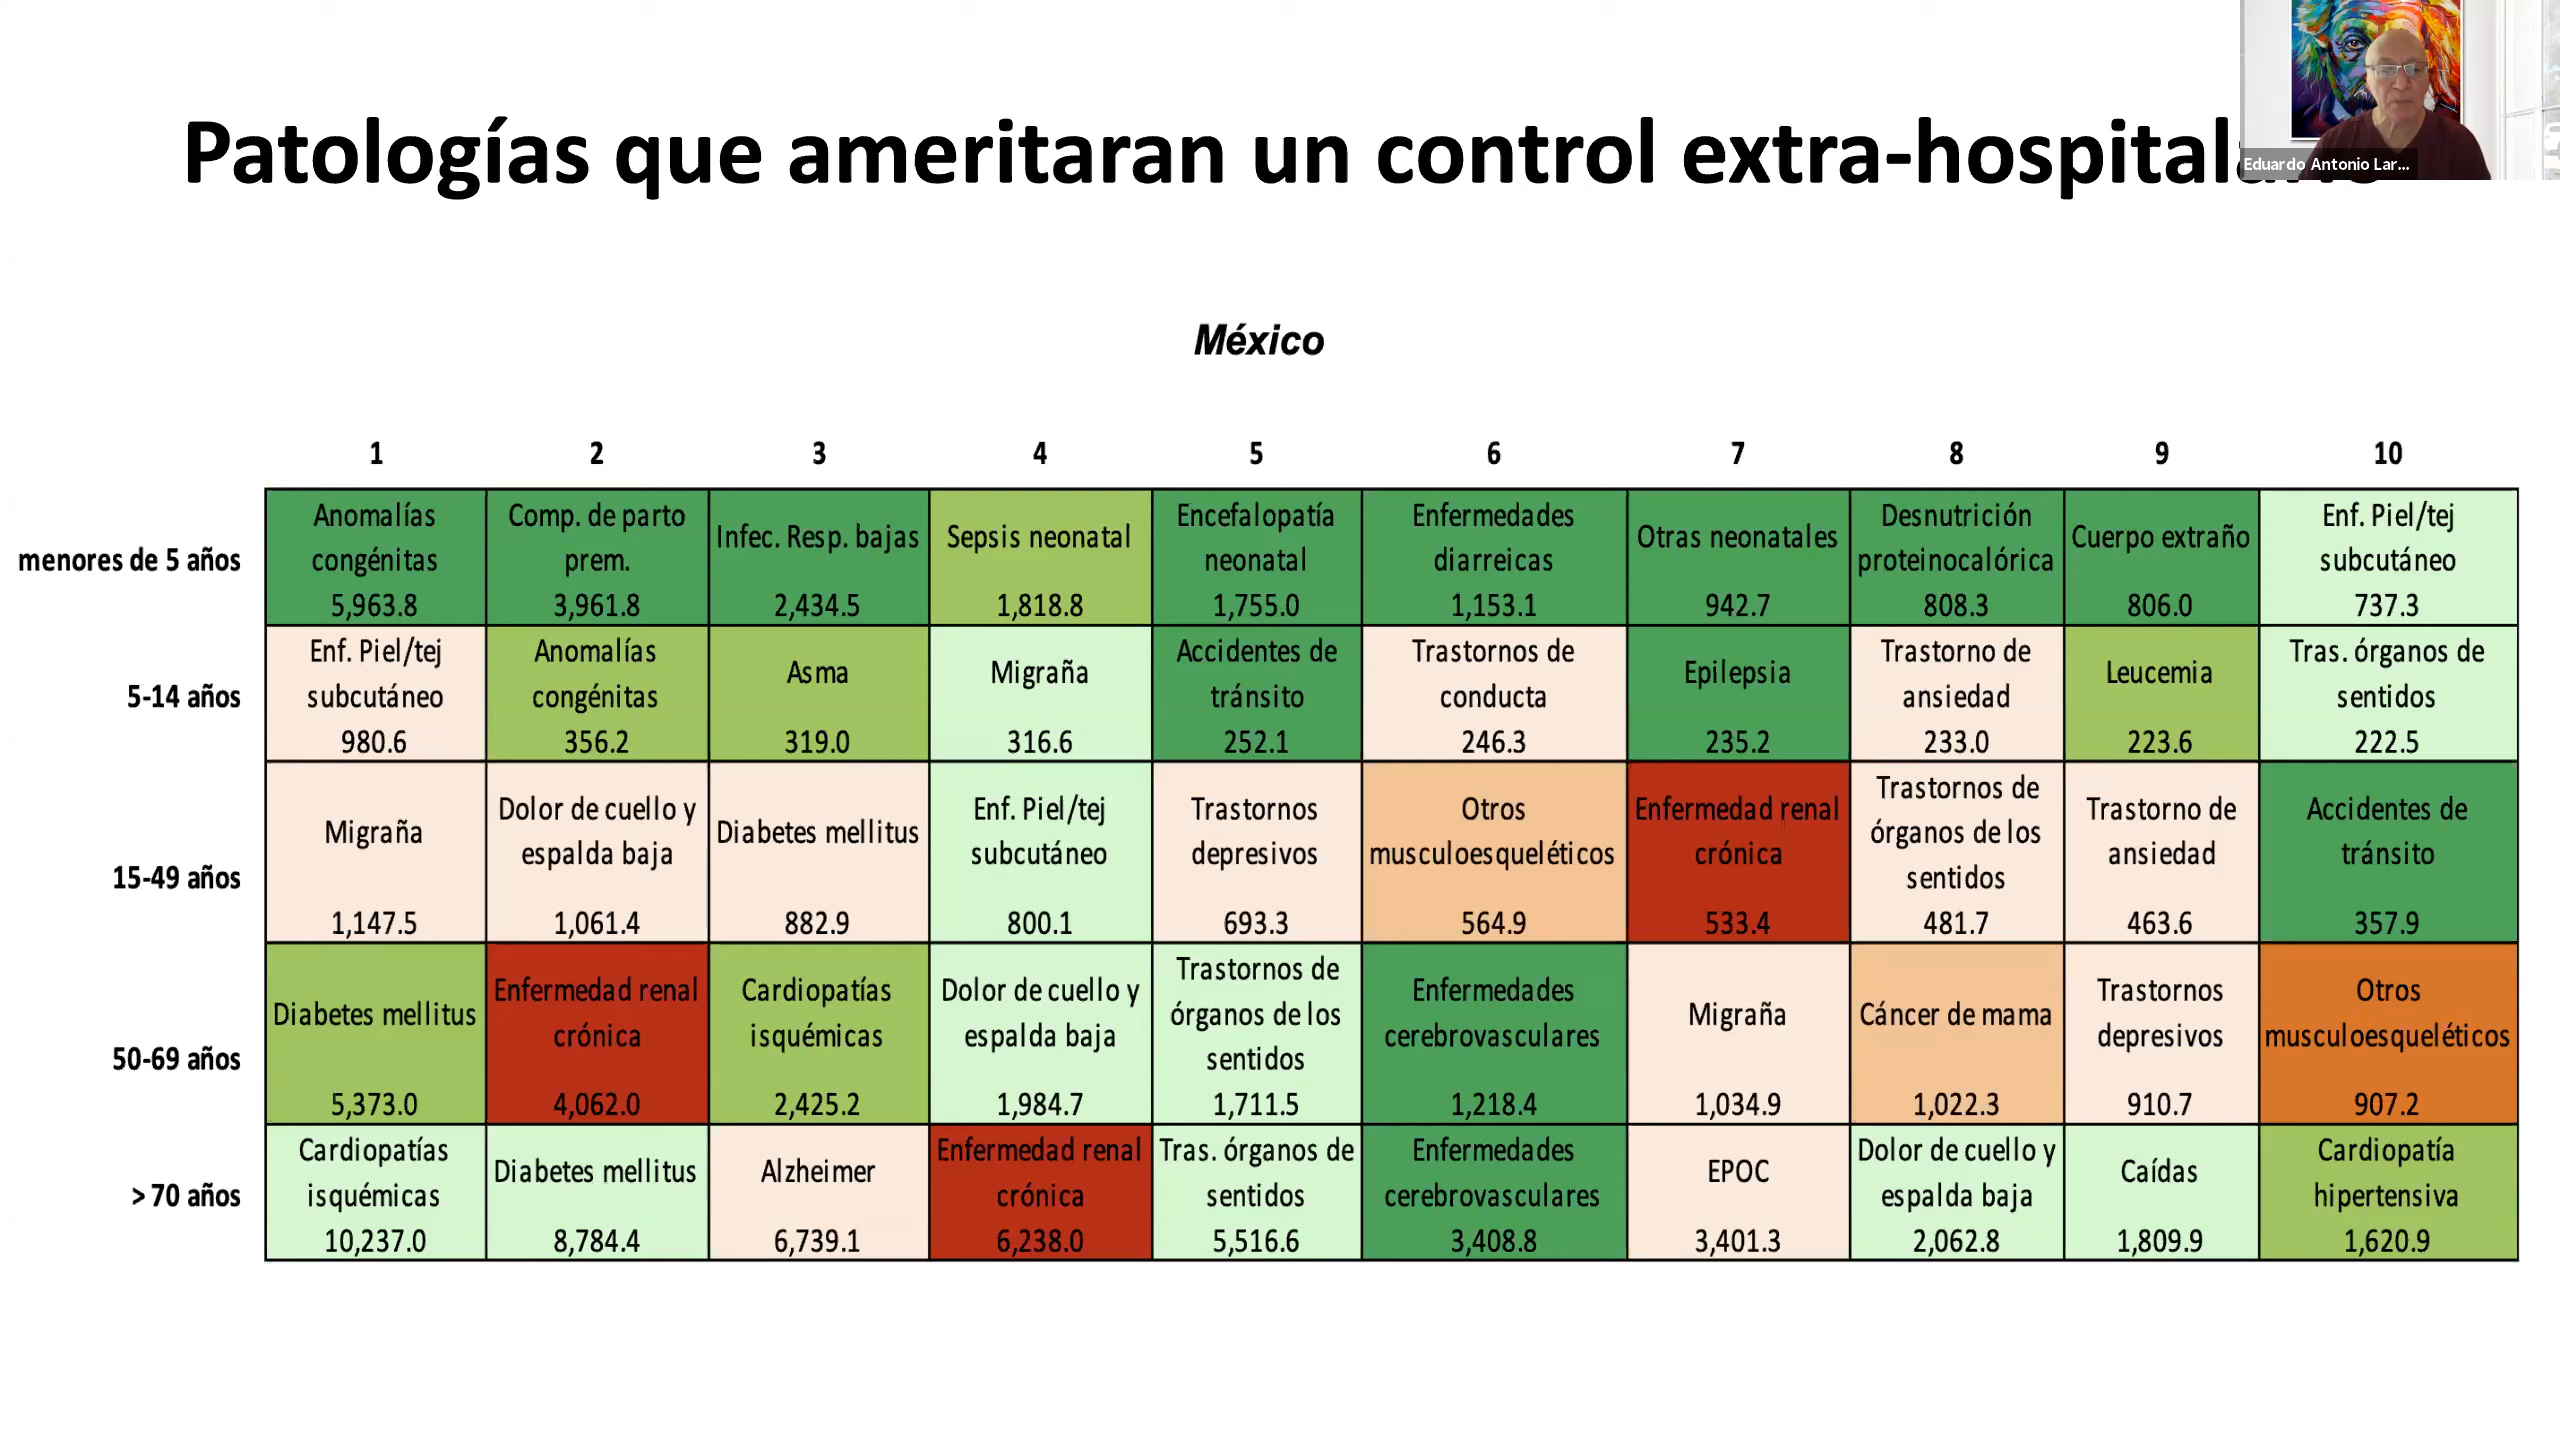 Patologías que ameritaran un control extra-hospitalario
Eduardo Antonio Lar...
México
1 2 3 4 5 6 7 8 9 10
menores de 5 años
Anomalías
congénitas
5,963.8
Comp. de parto
prem.
3,961.8
Infec. Resp. bajas
2,434.5
Sepsis neonatal
1,818.8
Encefalopatía
neonatal
1,755.0
Enfermedades
diarreicas
1,153.1
Otras neonatales
942.7
Desnutrición
proteinocalórica
808.3
Cuerpo extraño
806.0
Enf. Piel/tej
subcutáneo
737.3
5-14 años
Enf. Piel/tej
subcutáneo
980.6
Anomalías
congénitas
356.2
Asma
319.0
Migraña
316.6
Accidentes de
tránsito
252.1
Trastornos de
conducta
246.3
Epilepsia
235.2
Trastorno de
ansiedad
233.0
Leucemia
223.6
Tras. órganos de
sentidos
222.5
15-49 años
Migraña
1,147.5
Dolor de cuello y
espalda baja
1,061.4
Diabetes mellitus
882.9
Enf. Piel/tej
subcutáneo
800.1
Trastornos
depresivos
693.3
Otros
musculoesqueléticos
564.9
Enfermedad renal
crónica
533.4
Trastornos de
órganos de los
sentidos
481.7
Trastorno de
ansiedad
463.6
Accidentes de
tránsito
357.9
50-69 años
Diabetes mellitus
5,373.0
Enfermedad renal
crónica
4,062.0
Cardiopatías
isquémicas
2,425.2
Dolor de cuello y
espalda baja
1,984.7
Trastornos de
órganos de los
sentidos
1,711.5
Enfermedades
cerebrovasculares
1,218.4
Migraña
1,034.9
Cáncer de mama
1,022.3
Trastornos
depresivos
910.7
Otros
musculoesqueléticos
907.2
> 70 años
Cardiopatías
isquémicas
10,237.0
Diabetes mellitus
8,784.4
Alzheimer
6,739.1
Enfermedad renal
crónica
6,238.0
Tras. órganos de
sentidos
5,516.6
Enfermedades
cerebrovasculares
3,408.8
EPOC
3,401.3
Dolor de cuello y
espalda baja
2,062.8
Caídas
1,809.9
Cardiopatía
hipertensiva
1,620.9